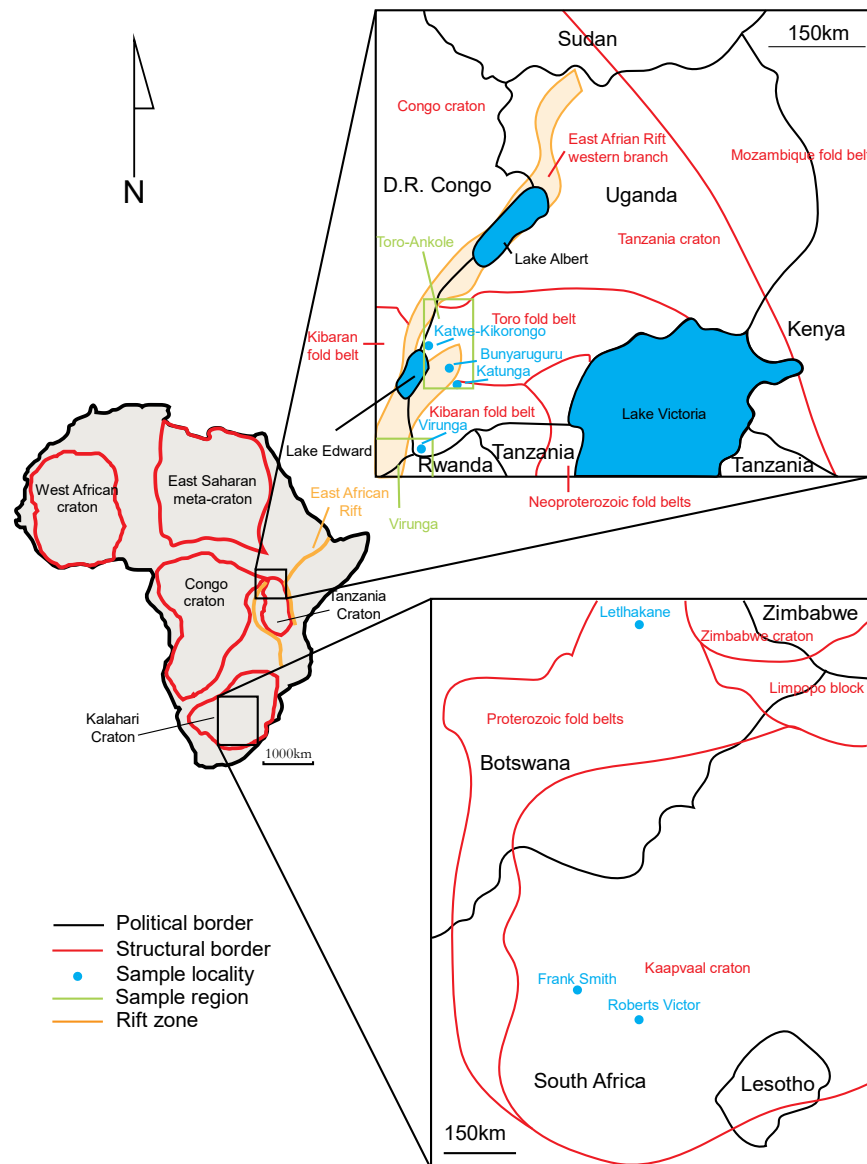 N
Sudan
150km
Congo craton
East Afrian Rift
western branch
Mozambique fold belt
D.R. Congo
Uganda
Tanzania craton
Toro-Ankole
Lake Albert
Toro fold belt
Kenya
Kibaran
fold belt
Katwe-Kikorongo
Bunyaruguru
Katunga
Kibaran fold belt
Lake Victoria
Virunga
Lake Edward
Rwanda
Tanzania
Tanzania
Neoproterozoic fold belts
Virunga
West African
craton
East Saharan
meta-craton
East African
Rift
Congo
craton
Tanzania
Craton
Kalahari
Craton
1000km
Letlhakane
Zimbabwe
Zimbabwe craton
Limpopo block
Proterozoic fold belts
Botswana
Kaapvaal craton
Frank Smith
Roberts Victor
South Africa
Lesotho
150km
Political border
Structural border
Sample locality
Sample region
Rift zone